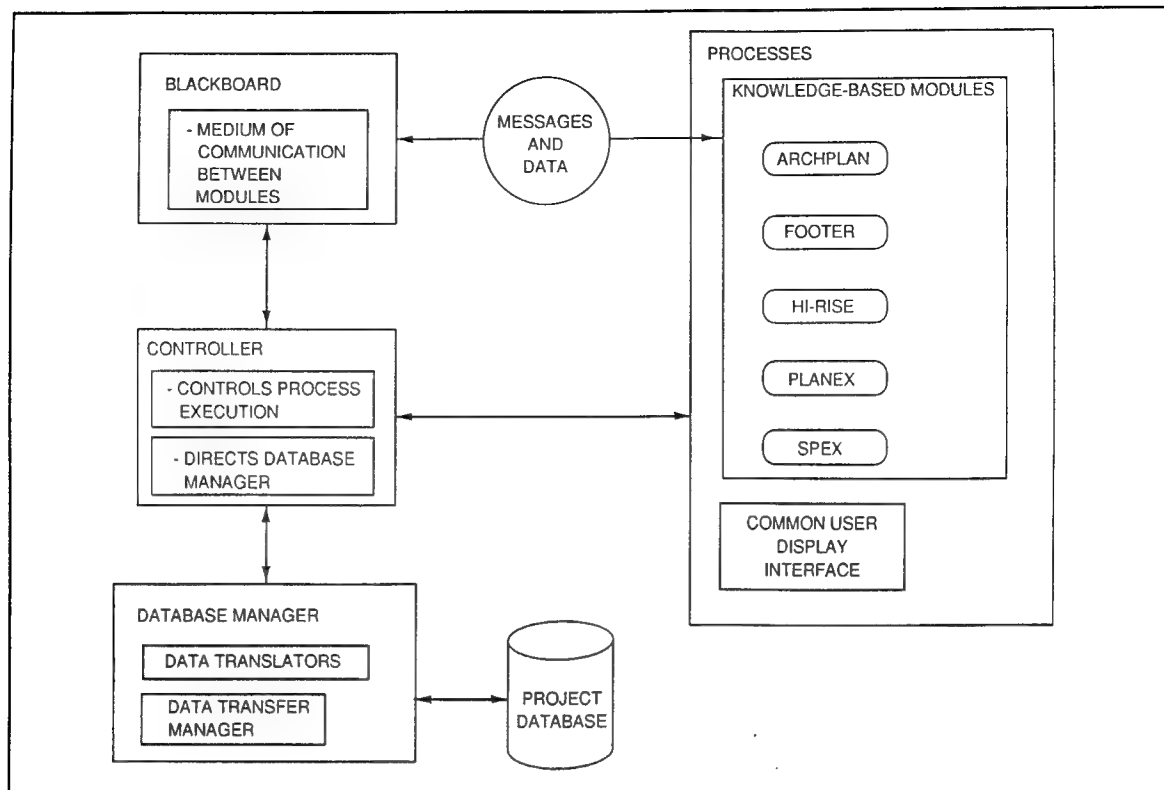 BLACKBOARD
- MEDIUM OF
COMMUNICATION
BETWEEN
MODULES
MESSAGES
AND
DATA
PROCESSES
KNOWLEDGE-BASED MODULES
ARCHPLAN
FOOTER
HI-RISE
PLANEX
SPEX
COMMON USER
DISPLAY
INTERFACE
CONTROLLER
- CONTROLS PROCESS
EXECUTION
- DIRECTS DATABASE
MANAGER
DATABASE MANAGER
DATA TRANSLATORS
DATA TRANSFER
MANAGER
PROJECT
DATABASE